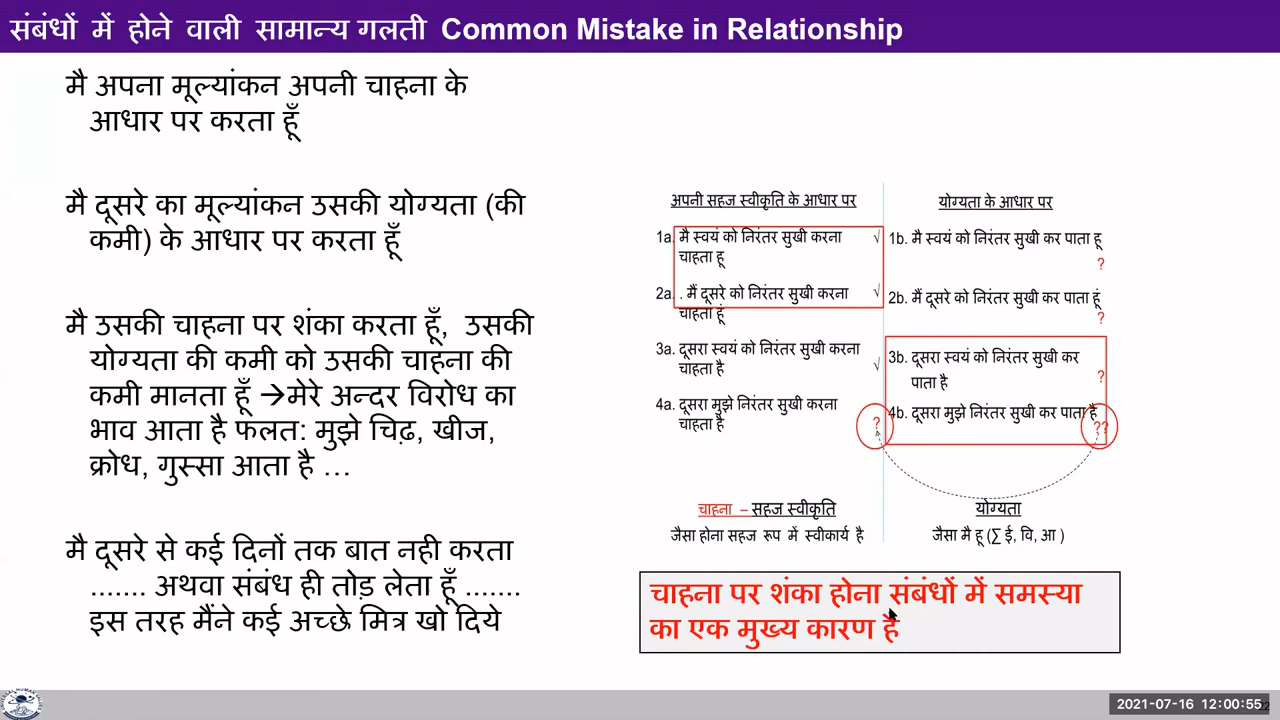 संबंधों में होने वाली सामान्य गलती Common Mistake in Relationship
मै अपना मूल्यांकन अपनी चाहना के
आधार पर करता हूँ
मै दूसरे का मूल्यांकन उसकी योग्यता (की
कमी) के आधार पर करता हूँ
मै उसकी चाहना पर शंका करता हूँ, उसकी
योग्यता की कमी को उसकी चाहना की
कमी मानता हूँ →मेरे अन्दर विरोध का
भाव आता है फलत: मुझे चिढ़, खीज,
क्रोध, गुस्सा आता है ...
मै दूसरे से कई दिनों तक बात नही करता
....... अथवा संबंध ही तोड़ लेता हूँ .......
इस तरह मैंने कई अच्छे मित्र खो दिये
अपनी सहज स्वीकृति के आधार पर
1a. मै स्वयं को निरंतर सुखी करना √
चाहता हू
2a. . मैं दूसरे को निरंतर सुखी करना √
चाहता हूं
3a. दूसरा स्वयं को निरंतर सुखी करना
चाहता है √
4a. दूसरा मुझे निरंतर सुखी करना
चाहता है ?
चाहना – सहज स्वीकृति
जैसा होना सहज रूप में स्वीकार्य है
योग्यता के आधार पर
1b. मै स्वयं को निरंतर सुखी कर पाता हू
?
2b. मैं दूसरे को निरंतर सुखी कर पाता हूं
?
3b. दूसरा स्वयं को निरंतर सुखी कर
पाता है ?
4b. दूसरा मुझे निरंतर सुखी कर पाता है
??
योग्यता
जैसा मै हू (∑ ई, वि, आ )
चाहना पर शंका होना संबंधों में समस्या
का एक मुख्य कारण है
2021-07-16 12:00:55